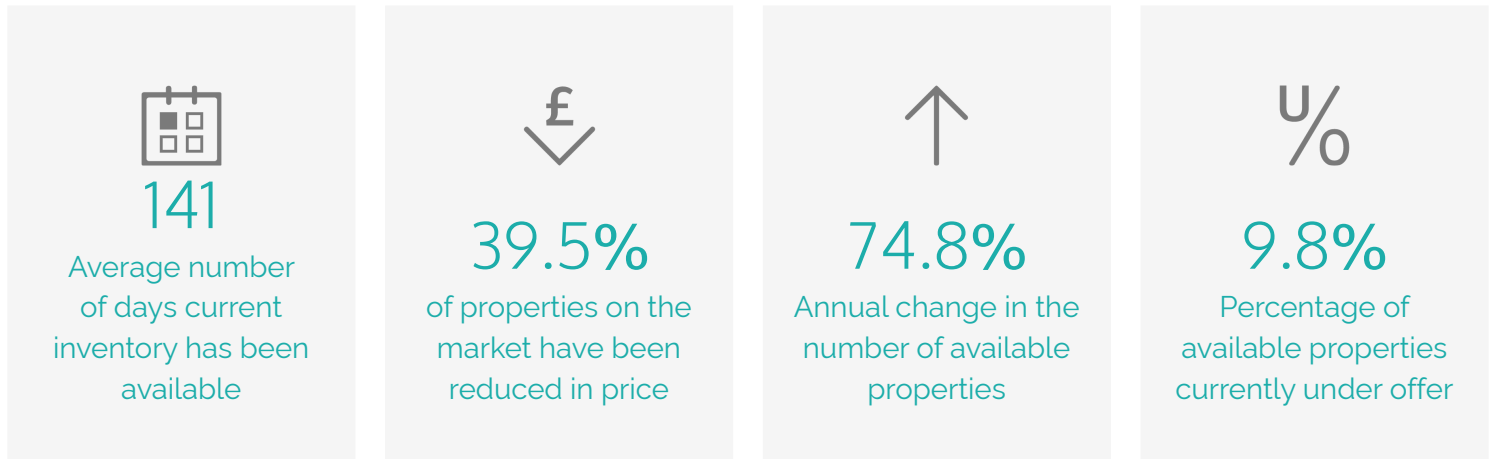 141
Average number
of days current
inventory has been
available
£
39.5%
of properties on the
market have been
reduced in price
74.8%
Annual change in the
number of available
properties
U/O
9.8%
Percentage of
available properties
currently under offer